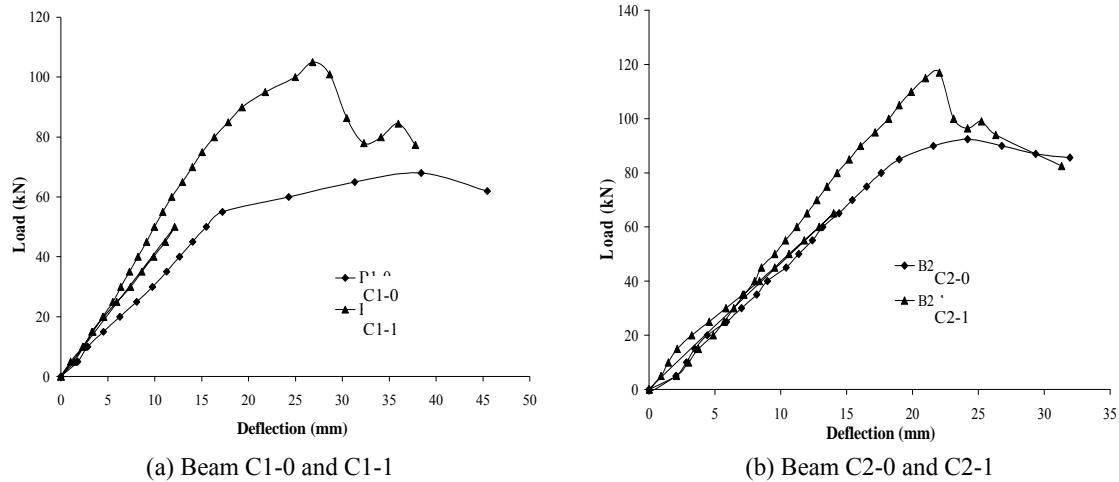 120
100
80
60
40
20
0
0 5 10 15 20 25 30 35 40 45 50
Load (kN)
Deflection (mm)
C1-0
C1-1
(a) Beam C1-0 and C1-1
140
120
100
80
60
40
20
0
0 5 10 15 20 25 30 35
Load (kN)
Deflection (mm)
B2
C2-0
B2
C2-1
(b) Beam C2-0 and C2-1